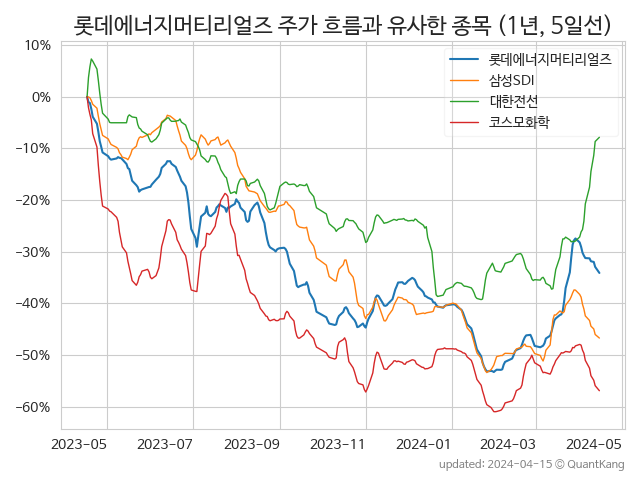 롯데에너지머티리얼즈 주가 흐름과 유사한 종목 (1년, 5일선)
롯데에너지머티리얼즈
삼성SDI
대한전선
코스모화학
10%
0%
−10%
−20%
−30%
−40%
−50%
−60%
2023-05 2023-07 2023-09 2023-11 2024-01 2024-03 2024-05
updated: 2024-04-15 © QuantKang